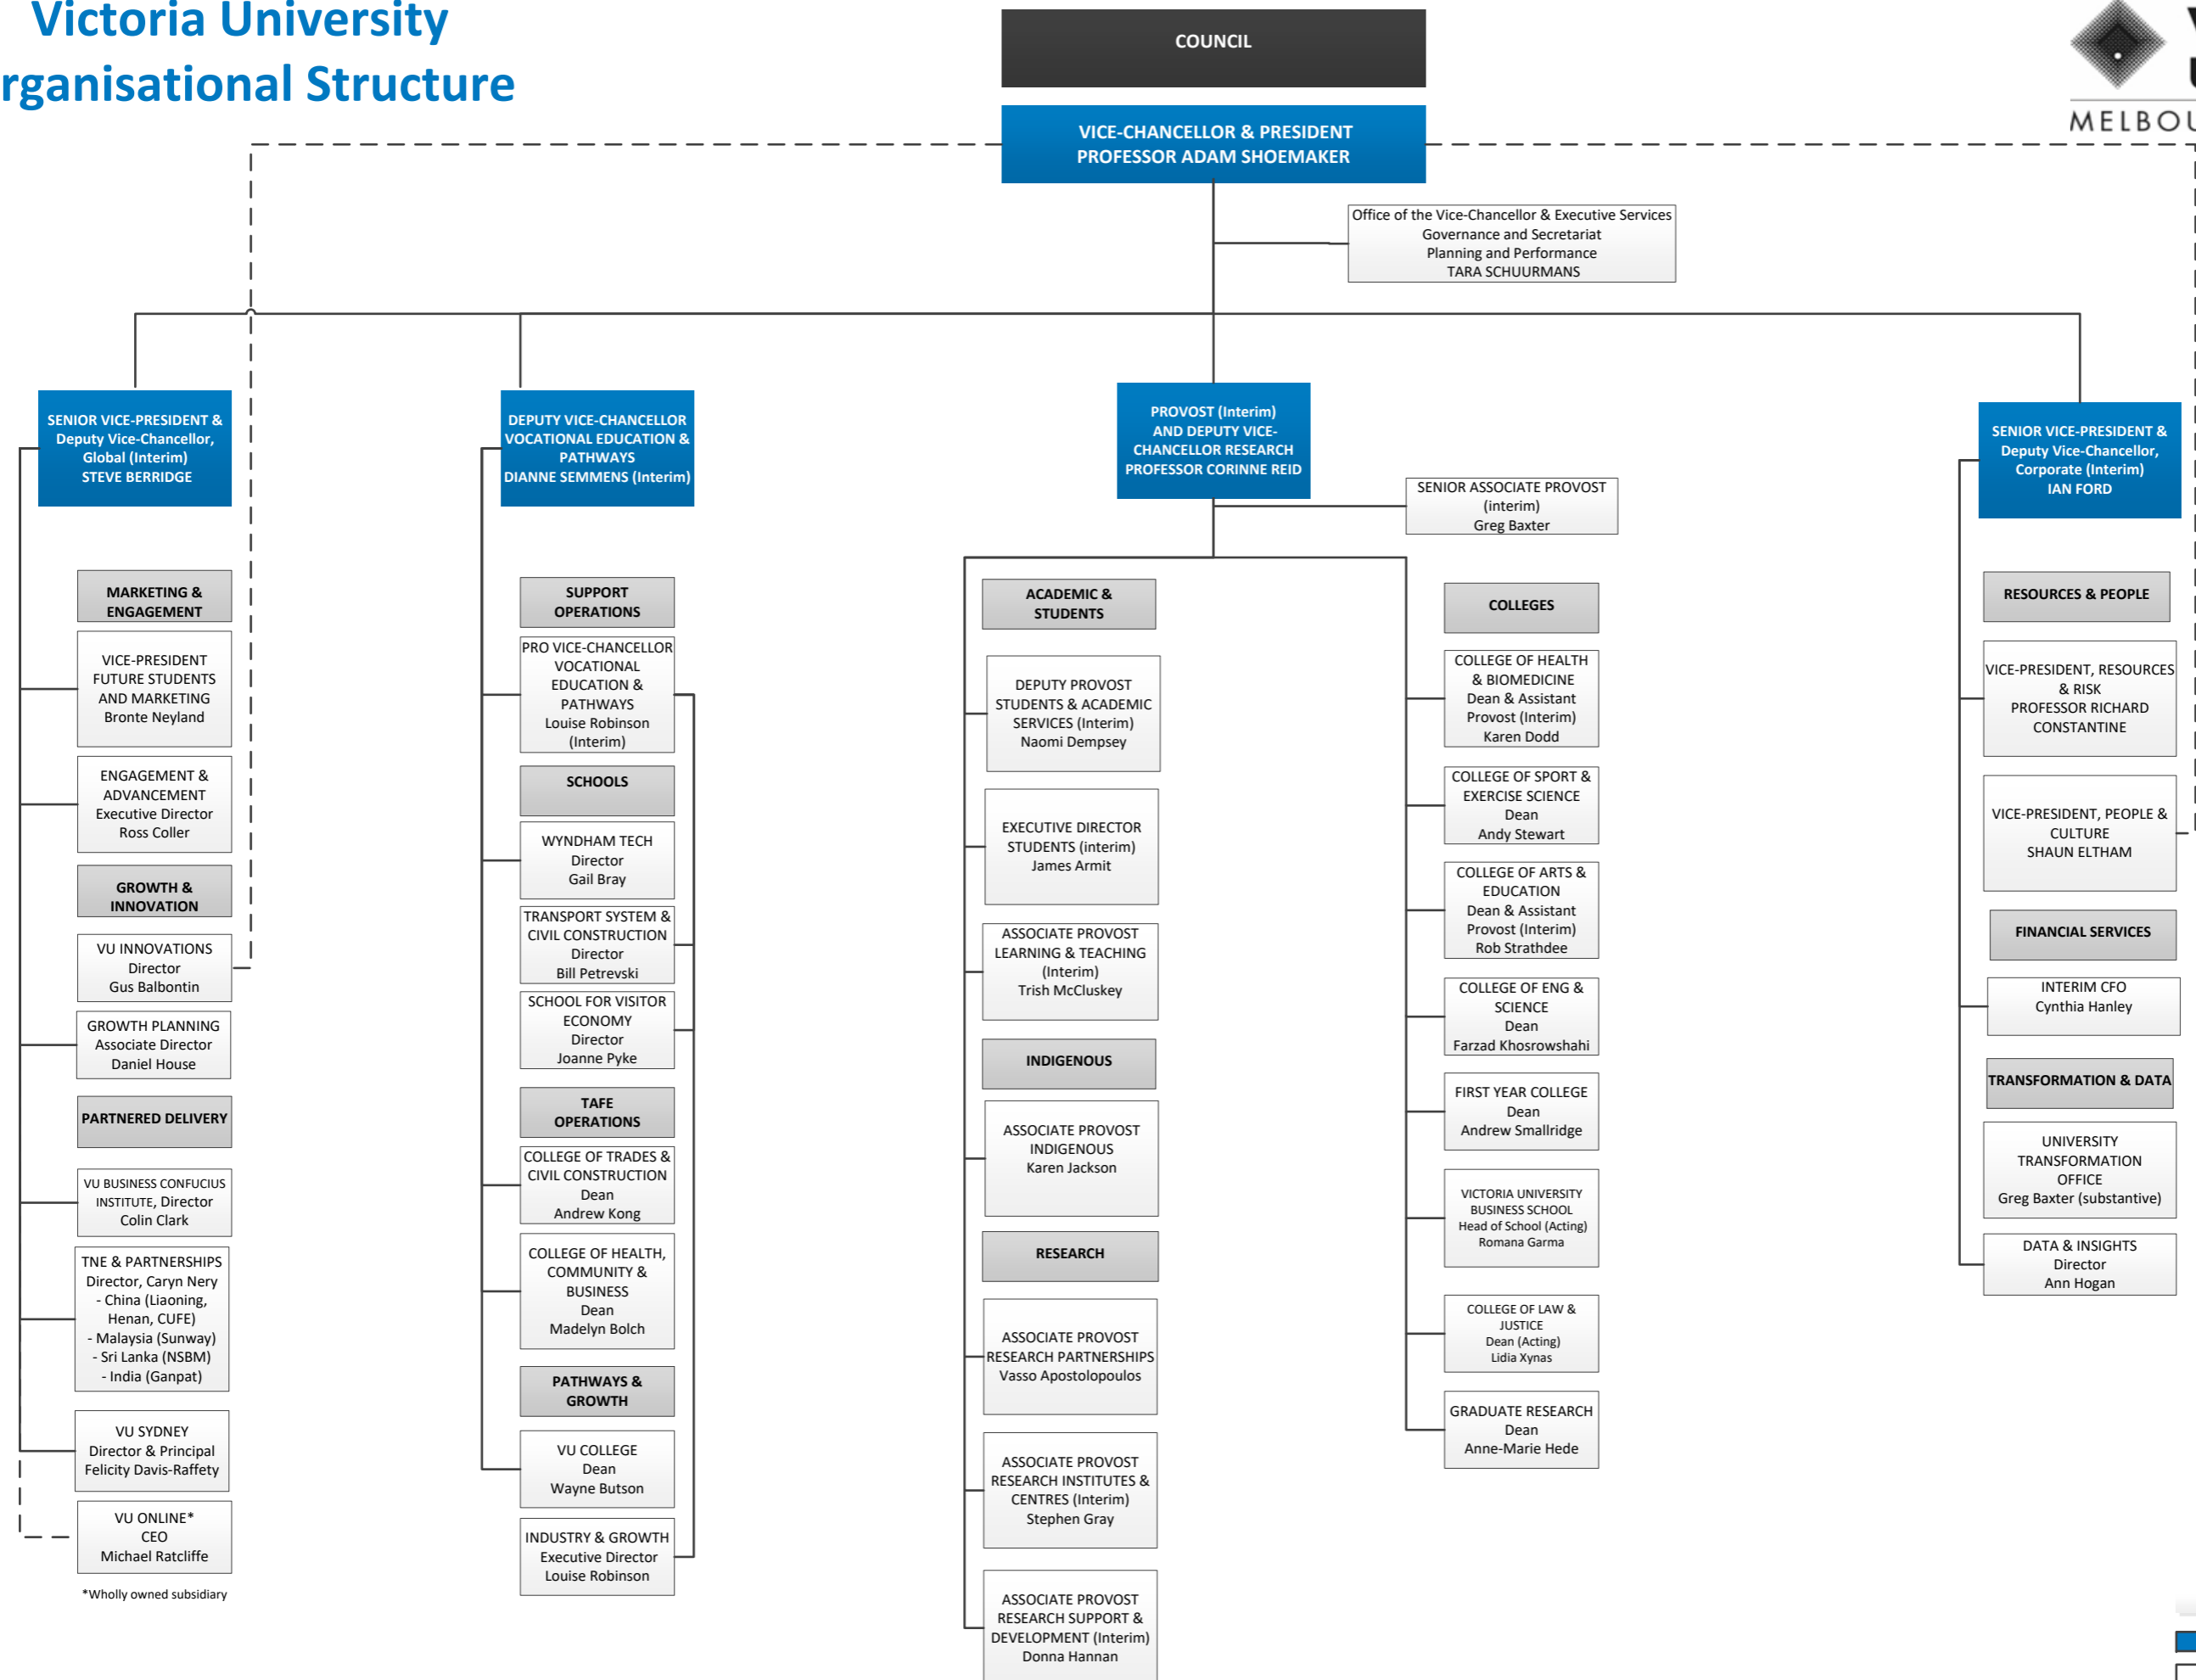 Victoria University
rganisational Structure
COUNCIL
VICE-CHANCELLOR & PRESIDENT
PROFESSOR ADAM SHOEMAKER
MELBOU
Office of the Vice-Chancellor & Executive Services
Governance and Secretariat
Planning and Performance
TARA SCHUURMANS
SENIOR VICE-PRESIDENT &
Deputy Vice-Chancellor,
Global (Interim)
STEVE BERRIDGE
MARKETING &
ENGAGEMENT
VICE-PRESIDENT
FUTURE STUDENTS
AND MARKETING
Bronte Neyland
ENGAGEMENT &
ADVANCEMENT
Executive Director
Ross Coller
GROWTH &
INNOVATION
VU INNOVATIONS
Director
Gus Balbontin
GROWTH PLANNING
Associate Director
Daniel House
PARTNERED DELIVERY
VU BUSINESS CONFUCIUS
INSTITUTE, Director
Colin Clark
TNE & PARTNERSHIPS
Director, Caryn Nery
- China (Liaoning,
Henan, CUFE)
- Malaysia (Sunway)
- Sri Lanka (NSBM)
- India (Ganpat)
VU SYDNEY
Director & Principal
Felicity Davis-Raffety
VU ONLINE*
CEO
Michael Ratcliffe
*Wholly owned subsidiary
DEPUTY VICE-CHANCELLOR
VOCATIONAL EDUCATION &
PATHWAYS
DIANNE SEMMENS (Interim)
SUPPORT
OPERATIONS
PRO VICE-CHANCELLOR
VOCATIONAL
EDUCATION &
PATHWAYS
Louise Robinson
(Interim)
SCHOOLS
WYNDHAM TECH
Director
Gail Bray
TRANSPORT SYSTEM &
CIVIL CONSTRUCTION
Director
Bill Petrevski
SCHOOL FOR VISITOR
ECONOMY
Director
Joanne Pyke
TAFE
OPERATIONS
COLLEGE OF TRADES &
CIVIL CONSTRUCTION
Dean
Andrew Kong
COLLEGE OF HEALTH,
COMMUNITY &
BUSINESS
Dean
Madelyn Bolch
PATHWAYS &
GROWTH
VU COLLEGE
Dean
Wayne Butson
INDUSTRY & GROWTH
Executive Director
Louise Robinson
PROVOST (Interim)
AND DEPUTY VICE-
CHANCELLOR RESEARCH
PROFESSOR CORINNE REID
SENIOR ASSOCIATE PROVOST
(interim)
Greg Baxter
ACADEMIC &
STUDENTS
DEPUTY PROVOST
STUDENTS & ACADEMIC
SERVICES (Interim)
Naomi Dempsey
EXECUTIVE DIRECTOR
STUDENTS (interim)
James Armit
ASSOCIATE PROVOST
LEARNING & TEACHING
(Interim)
Trish McCluskey
INDIGENOUS
ASSOCIATE PROVOST
INDIGENOUS
Karen Jackson
RESEARCH
ASSOCIATE PROVOST
RESEARCH PARTNERSHIPS
Vasso Apostolopoulos
ASSOCIATE PROVOST
RESEARCH INSTITUTES &
CENTRES (Interim)
Stephen Gray
ASSOCIATE PROVOST
RESEARCH SUPPORT &
DEVELOPMENT (Interim)
Donna Hannan
COLLEGES
COLLEGE OF HEALTH
& BIOMEDICINE
Dean & Assistant
Provost (Interim)
Karen Dodd
COLLEGE OF SPORT &
EXERCISE SCIENCE
Dean
Andy Stewart
COLLEGE OF ARTS &
EDUCATION
Dean & Assistant
Provost (Interim)
Rob Strathdee
COLLEGE OF ENG &
SCIENCE
Dean
Farzad Khosrowshahi
FIRST YEAR COLLEGE
Dean
Andrew Smallridge
VICTORIA UNIVERSITY
BUSINESS SCHOOL
Head of School (Acting)
Romana Garma
COLLEGE OF LAW &
JUSTICE
Dean (Acting)
Lidia Xynas
GRADUATE RESEARCH
Dean
Anne-Marie Hede
SENIOR VICE-PRESIDENT &
Deputy Vice-Chancellor,
Corporate (Interim)
IAN FORD
RESOURCES & PEOPLE
VICE-PRESIDENT, RESOURCES
& RISK
PROFESSOR RICHARD
CONSTANTINE
VICE-PRESIDENT, PEOPLE &
CULTURE
SHAUN ELTHAM
FINANCIAL SERVICES
INTERIM CFO
Cynthia Hanley
TRANSFORMATION & DATA
UNIVERSITY
TRANSFORMATION
OFFICE
Greg Baxter (substantive)
DATA & INSIGHTS
Director
Ann Hogan